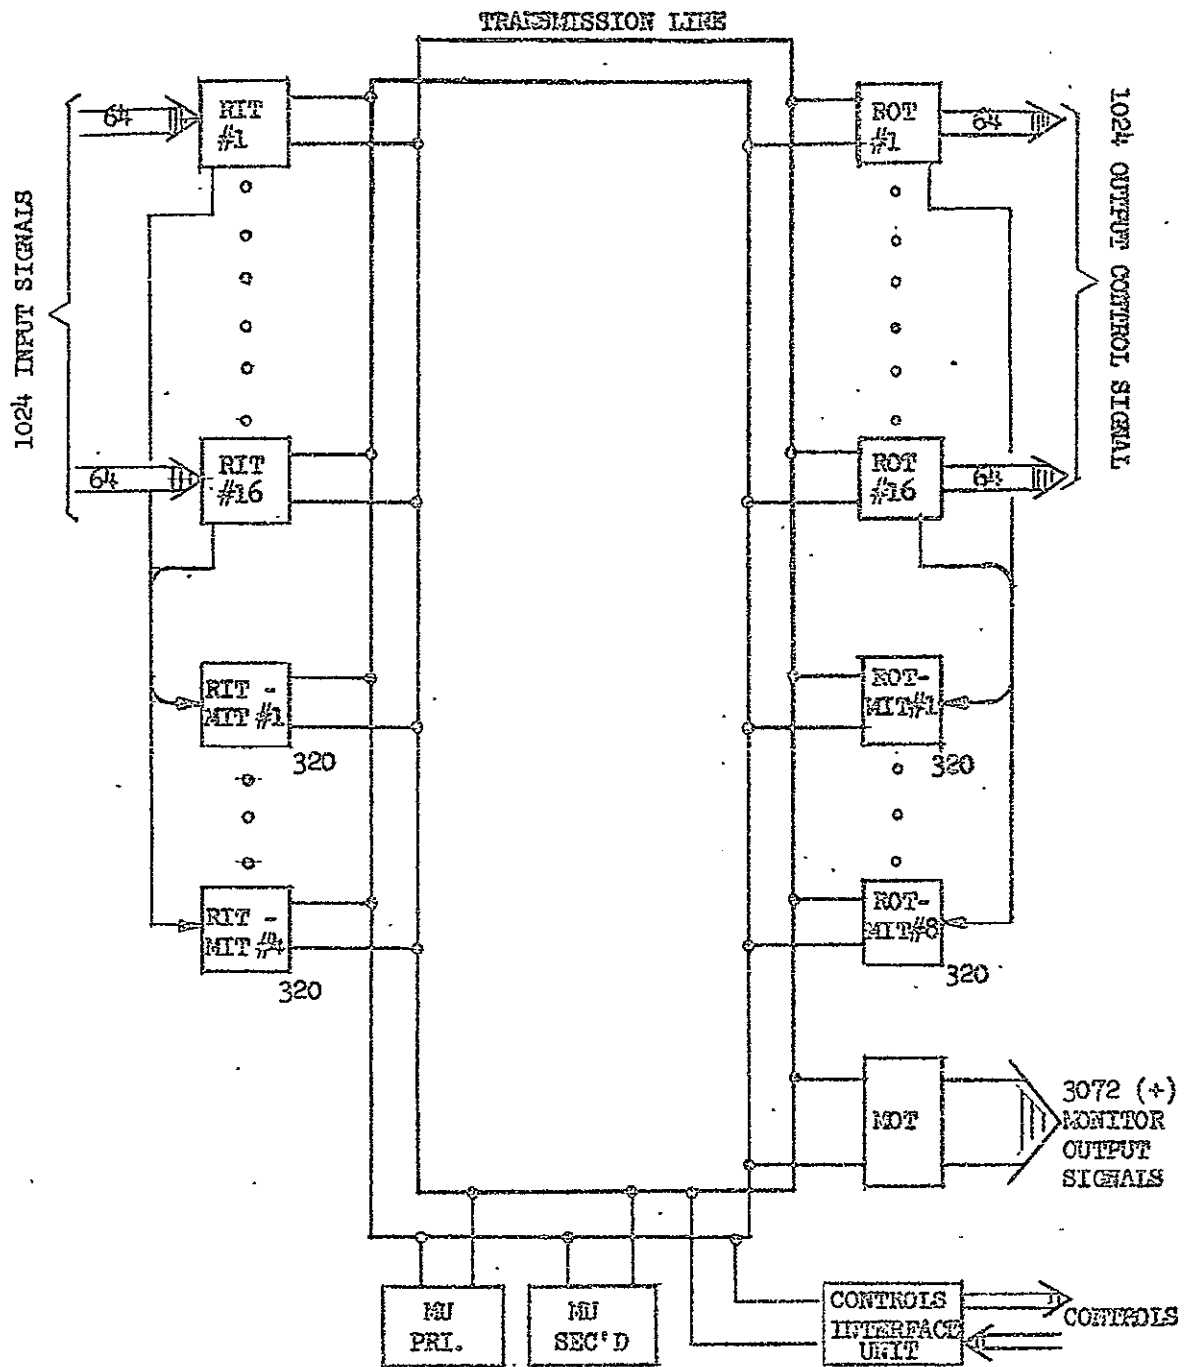 TRANSMISSION LINE
1024 INPUT SIGNALS
64
RIT
#1
64
RIT
#16
RIT -
MIT #1
320
RIT -
MIT #4
320
ROT
#1
64
ROT
#16
64
1024 OUTPUT CONTROL SIGNAL
ROT-
MIT#1
320
ROT-
MIT#8
320
MOT
3072 (+)
MONITOR
OUTPUT
SIGNALS
MU
PRI.
MU
SEC'D
CONTROLS
INTERFACE
UNIT
CONTROLS